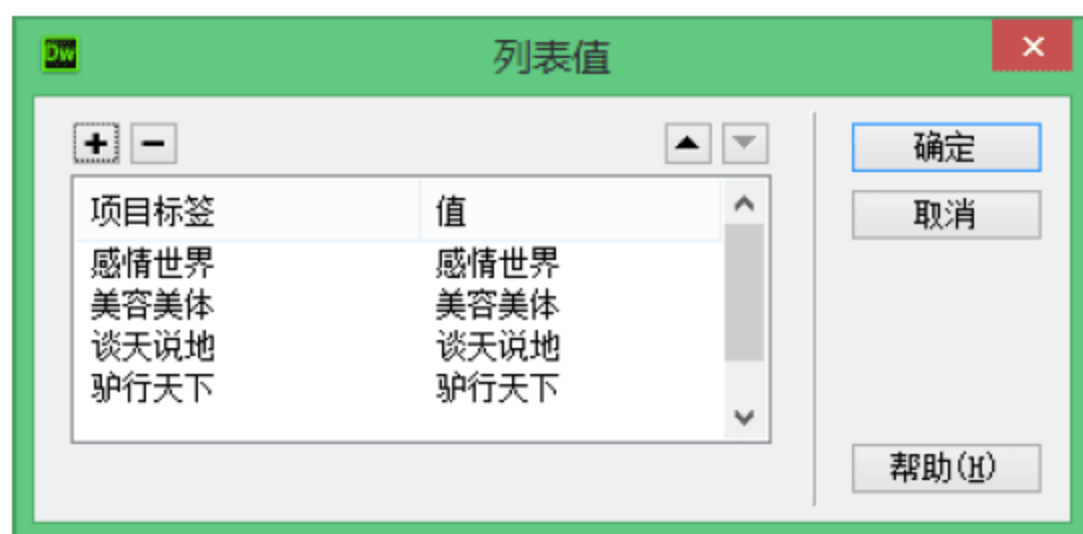 Dw 列表值
确定
取消
项目标签 值
感情世界 感情世界
美容美体 美容美体
谈天说地 谈天说地
驴行天下 驴行天下
帮助(H)